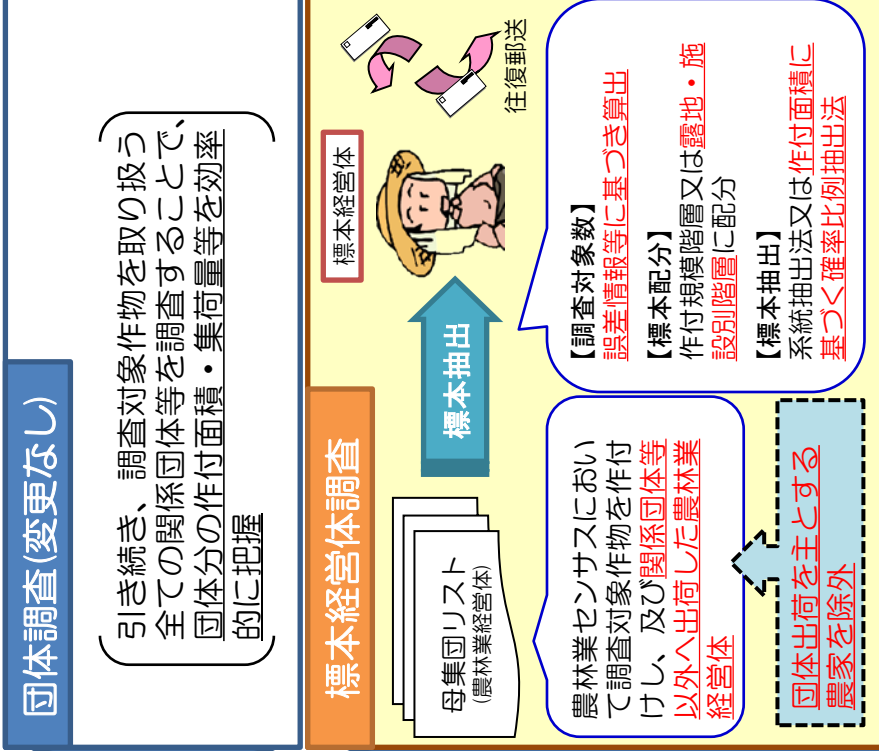 団体調査(変更なし)
引き続き、調査対象作物を取り扱う
全ての関係団体等を調査することで、
団体分の作付面積・集荷量等を効率
的に把握
標本経営体調査
母集団リスト
(農林業経営体)
標本抽出
標本経営体
往復郵送
農林業センサスにおい
て調査対象作物を作付
けし、及び関係団体等
以外へ出荷した農林業
経営体
団体出荷を主とする
農家を除外
【調査対象数】
誤差情報等に基づき算出
【標本配分】
作付規模階層又は露地・施
設別階層に配分
【標本抽出】
系統抽出法又は作付面積に
基づく確率比例抽出法